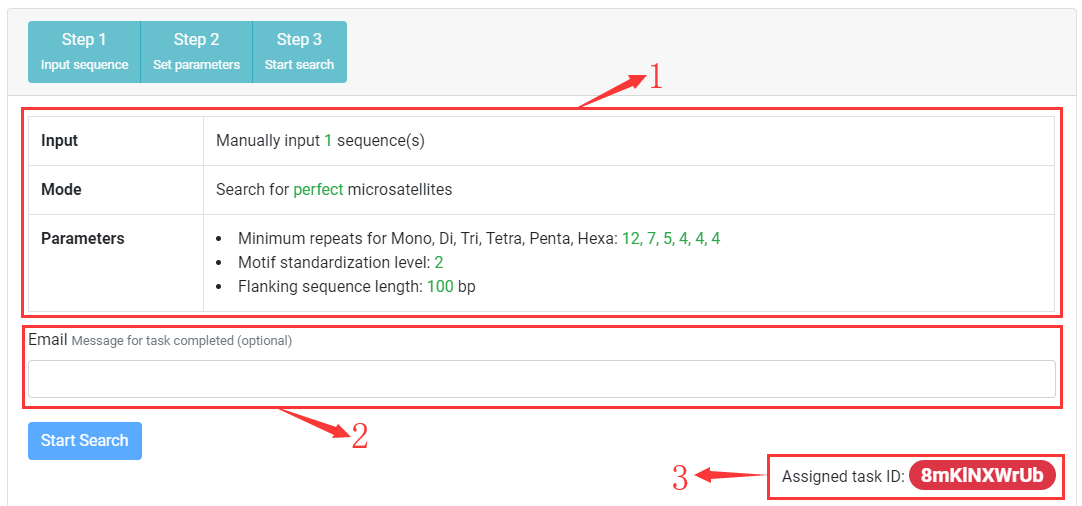 Step 1 Step 2 Step 3
Input sequence Set parameters Start search
1
Input Manually input 1 sequence(s)
Mode Search for perfect microsatellites
Parameters • Minimum repeats for Mono, Di, Tri, Tetra, Penta, Hexa: 12, 7, 5, 4, 4, 4
• Motif standardization level: 2
• Flanking sequence length: 100 bp
Email Message for task completed (optional)
2
Start Search
3 Assigned task ID: 8mKlNXWrUb